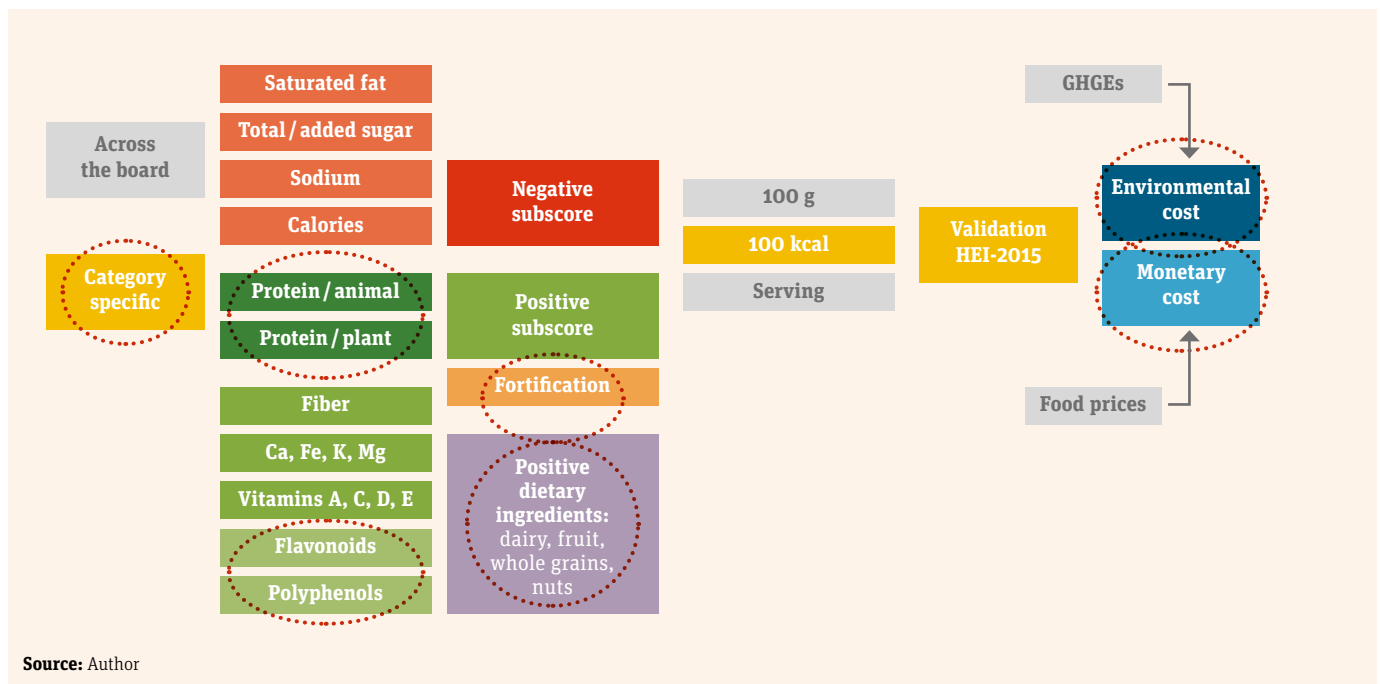 Across
the board
Category
specific
Saturated fat
Total / added sugar
Sodium
Calories
Protein / animal
Protein / plant
Fiber
Ca, Fe, K, Mg
Vitamins A, C, D, E
Flavonoids
Polyphenols
Negative
subscore
Positive
subscore
Fortification
Positive
dietary
ingredients:
dairy, fruit,
whole grains,
nuts
100 g
100 kcal
Serving
Validation
HEI-2015
GHGEs
Environmental
cost
Monetary
cost
Food prices
Source: Author